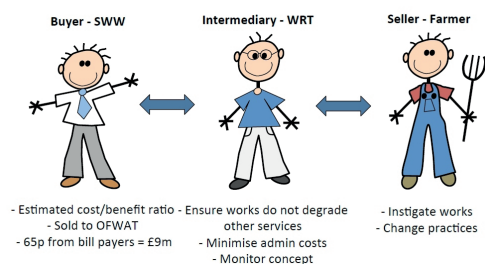 Buyer - SWW
Intermediary - WRT
Seller - Farmer
- Estimated cost/benefit ratio
- Sold to OFWAT
- 65p from bill payers = £9m
- Ensure works do not degrade
other services
- Minimise admin costs
- Monitor concept
- Instigate works
- Change practices